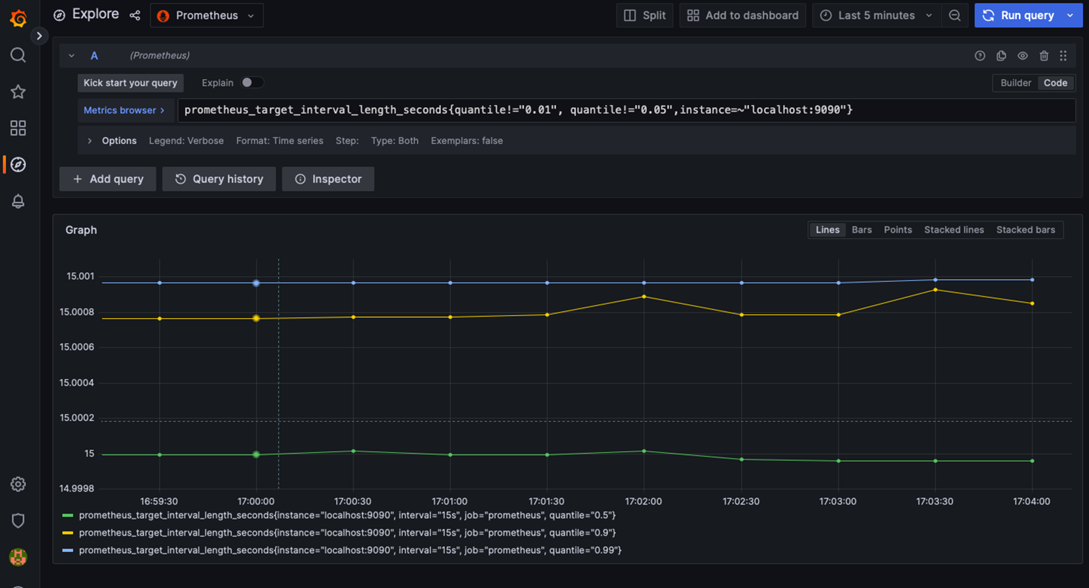 Explore Prometheus Split Add to dashboard Last 5 minutes Run query
A (Prometheus)
Kick start your query Explain Builder Code
Metrics browser > prometheus_target_interval_length_seconds{quantile!="0.01", quantile!="0.05",instance=~"localhost:9090"}
Options Legend: Verbose Format: Time series Step: Type: Both Exemplars: false
+ Add query Query history Inspector
Graph Lines Bars Points Stacked lines Stacked bars
15.001
15.0008
15.0006
15.0004
15.0002
15
14.9998
16:59:30 17:00:00 17:00:30 17:01:00 17:01:30 17:02:00 17:02:30 17:03:00 17:03:30 17:04:00
prometheus_target_interval_length_seconds{instance="localhost:9090", interval="15s", job="prometheus", quantile="0.5"}
prometheus_target_interval_length_seconds{instance="localhost:9090", interval="15s", job="prometheus", quantile="0.9"}
prometheus_target_interval_length_seconds{instance="localhost:9090", interval="15s", job="prometheus", quantile="0.99"}